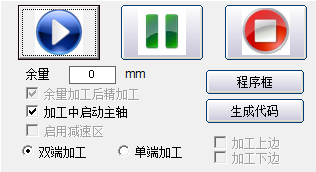 余量 0 mm
程序框
余量加工后精加工
加工中启动主轴
生成代码
启用减速区
双端加工 单端加工
加工上边
加工下边